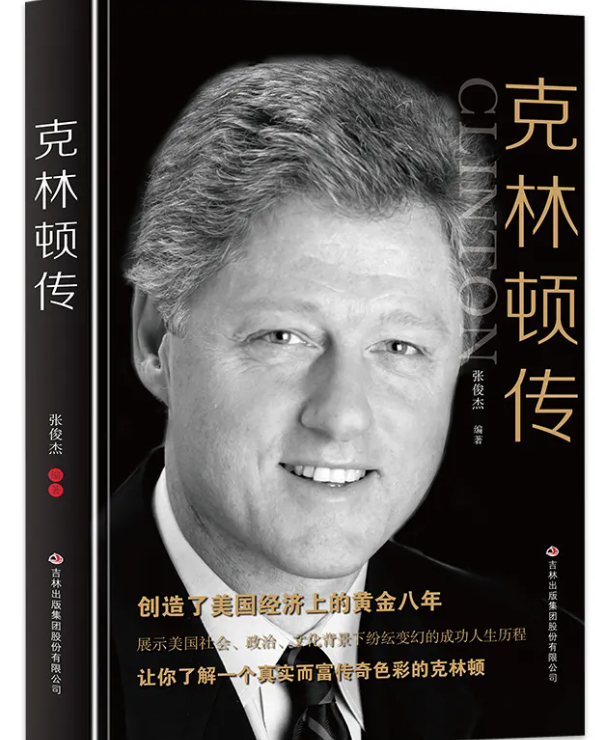 克林顿传
张俊杰
编著
吉林出版集团股份有限公司
克林顿传
CLINTON
张俊杰 编著
吉林出版集团股份有限公司
创造了美国经济上的黄金八年
展示美国社会、政治、文化背景下纷纭变幻的成功人生历程
让你了解一个真实而富传奇色彩的克林顿